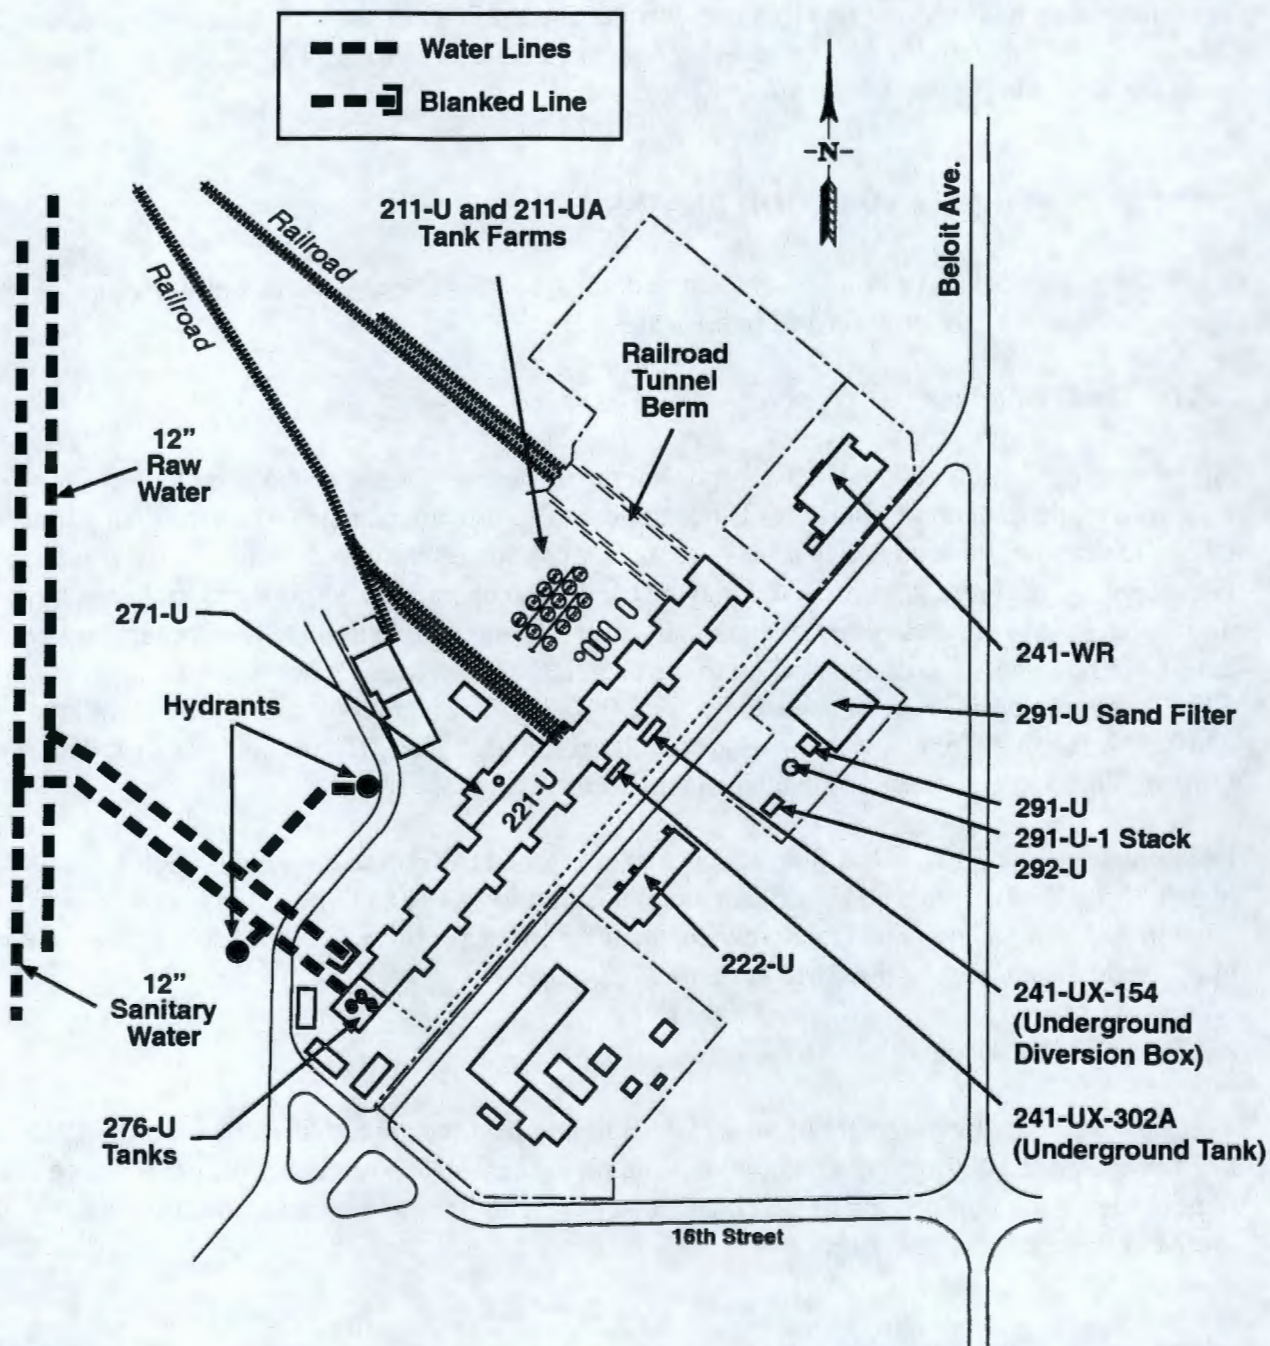 Water Lines
Blanked Line
N
Beloit Ave.
211-U and 211-UA
Tank Farms
Railroad
Railroad
Railroad
Tunnel
Berm
12”
Raw
Water
271-U
Hydrants
221-U
241-WR
291-U Sand Filter
291-U
291-U-1 Stack
292-U
222-U
12”
Sanitary
Water
241-UX-154
(Underground
Diversion Box)
241-UX-302A
(Underground Tank)
276-U
Tanks
16th Street